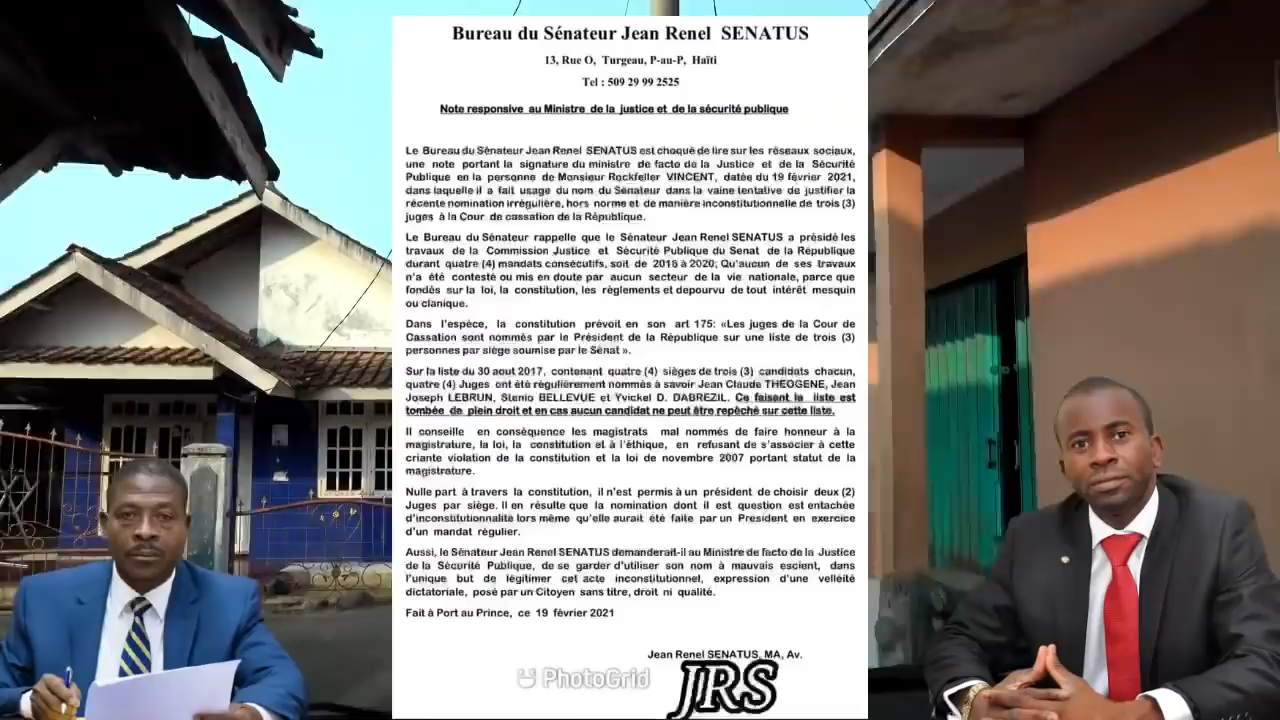 Bureau du Sénateur Jean Renel SENATUS
13, Rue O, Turgeau, P-au-P, Haïti
Tel : 509 29 99 2525
Note responsive au Ministre de la justice et de la sécurité publique
Le Bureau du Sénateur Jean Renel SENATUS est choqué de lire sur les réseaux sociaux,
une note portant la signature du ministre de facto de la Justice et de la Sécurité
Publique en la personne de Monsieur Rockfeller VINCENT, datée du 19 février 2021,
dans laquelle il a fait usage du nom du Sénateur dans la vaine tentative de justifier la
récente nomination irrégulière, hors norme et de manière inconstitutionnelle de trois (3)
juges à la Cour de cassation de la République.
Le Bureau du Sénateur rappelle que le Sénateur Jean Renel SENATUS a présidé les
travaux de la Commission Justice et Sécurité Publique du Senat de la République
durant quatre (4) mandats consécutifs, soit de 2016 à 2020, Qu'aucun de ses travaux
n'a été contesté ou mis en doute par aucun secteur de la vie nationale, parce que
fondés sur la loi, la constitution, les règlements et depourvu de tout intérêt mesquin
ou clanique.
Dans l'espèce, la constitution prévoit en son art 175: «Les juges de la Cour de
Cassation sont nommés par le Président de la République sur une liste de trois (3)
personnes par siège soumise par le Sénat ».
Sur la liste du 30 aout 2017, contenant quatre (4) sièges de trois (3) candidats chacun,
quatre (4) Juges ont été régulièrement nommés à savoir Jean Claude THEOGENE, Jean
Joseph LEBRUN, Stenio BELLEVUE et Yvickel D. DABREZIL. Ce faisant la liste est
tombée de plein droit et en cas aucun candidat ne peut être repêché sur cette liste.
Il conseille en conséquence les magistrats mal nommés de faire honneur à la
magistrature, la loi, la constitution et à l'éthique, en refusant de s'associer à cette
criante violation de la constitution et la loi de novembre 2007 portant statut de la
magistrature.
Nulle part à travers la constitution, il n'est permis à un président de choisir deux (2)
Juges par siège. Il en résulte que la nomination dont il est question est entachée
d'inconstitutionnalité lors même qu'elle aurait été faite par un President en exercice
d'un mandat régulier.
Aussi, le Sénateur Jean Renel SENATUS demanderait-il au Ministre de facto de la Justice
de la Sécurité Publique, de se garder d'utiliser son nom à mauvais escient, dans
l'unique but de légitimer cet acte inconstitutionnel, expression d'une velléité
dictatoriale, posé par un Citoyen sans titre, droit ni qualité.
Fait à Port au Prince, ce 19 février 2021
Jean Renel SENATUS, MA, Av.
PhotoGrid
JRS